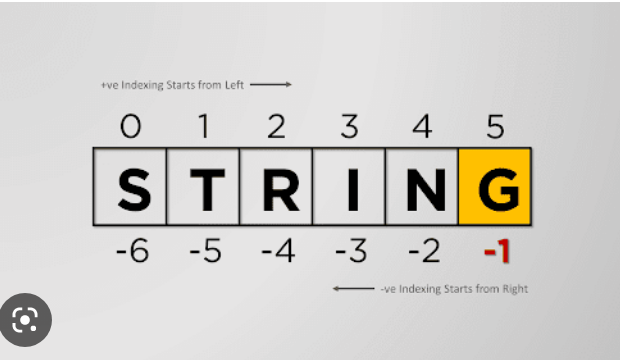 +ve Indexing Starts from Left
0 1 2 3 4 5
S T R I N G
-6 -5 -4 -3 -2 -1
-ve Indexing Starts from Right